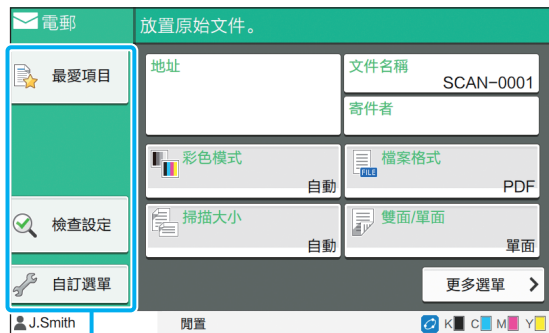 電郵
放置原始文件。
最愛項目
檢查設定
自訂選單
地址
文件名稱
SCAN-0001
寄件者
彩色模式
自動
FILE
檔案格式
PDF
掃描大小
自動
雙面/單面
單面
更多選單
J.Smith
閒置
K C M Y